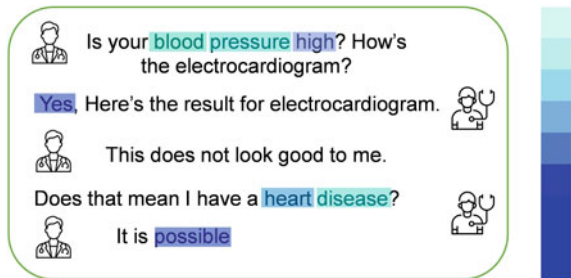 Is your blood pressure high? How's
the electrocardiogram?
Yes, Here's the result for electrocardiogram.
This does not look good to me.
Does that mean I have a heart disease?
It is possible